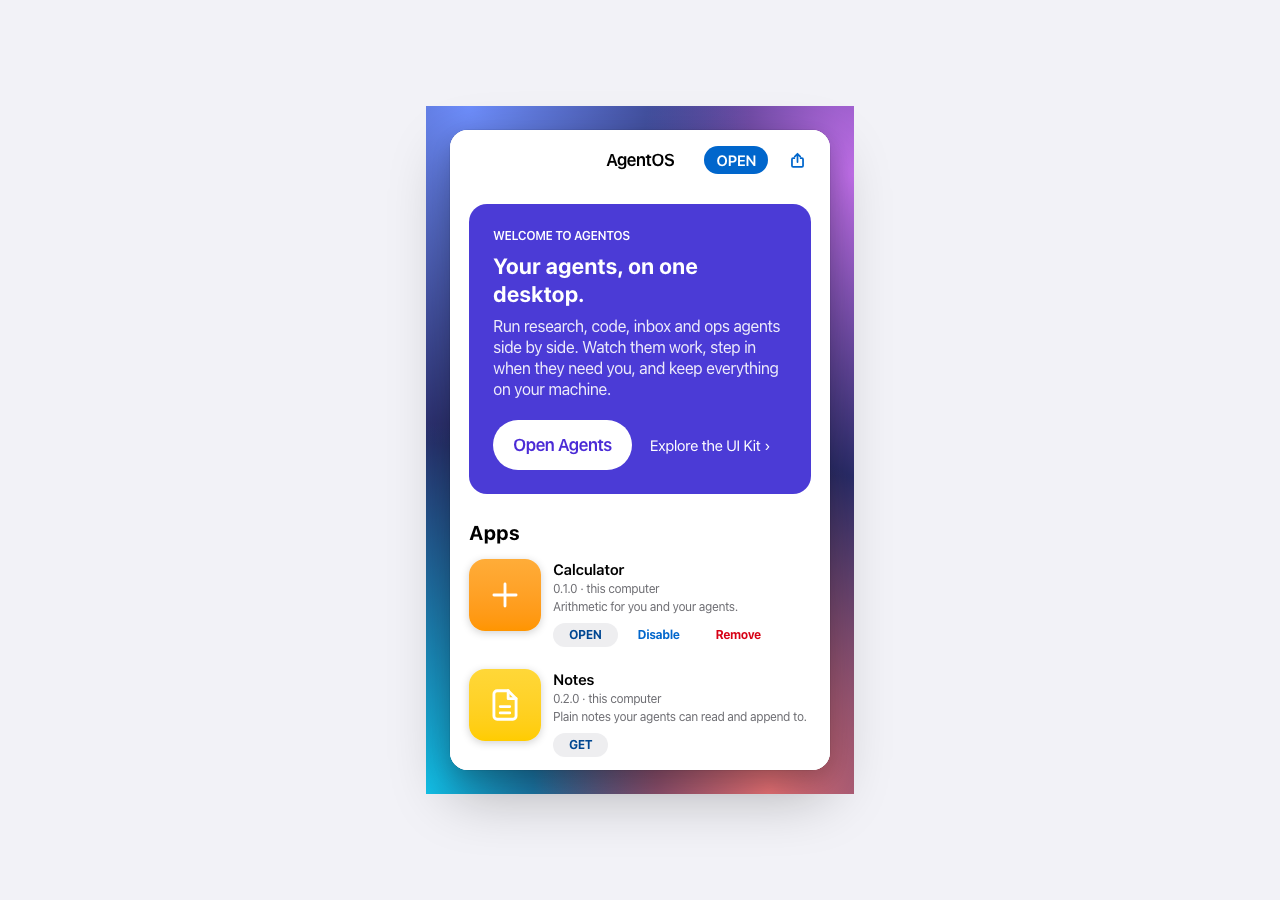 AgentOS
OPEN
WELCOME TO AGENTOS
Your agents, on one
desktop.
Run research, code, inbox and ops agents
side by side. Watch them work, step in
when they need you, and keep everything
on your machine.
Open Agents
Explore the UI Kit ›
Apps
Calculator
0.1.0 · this computer
Arithmetic for you and your agents.
OPEN Disable Remove
Notes
0.2.0 · this computer
Plain notes your agents can read and append to.
GET